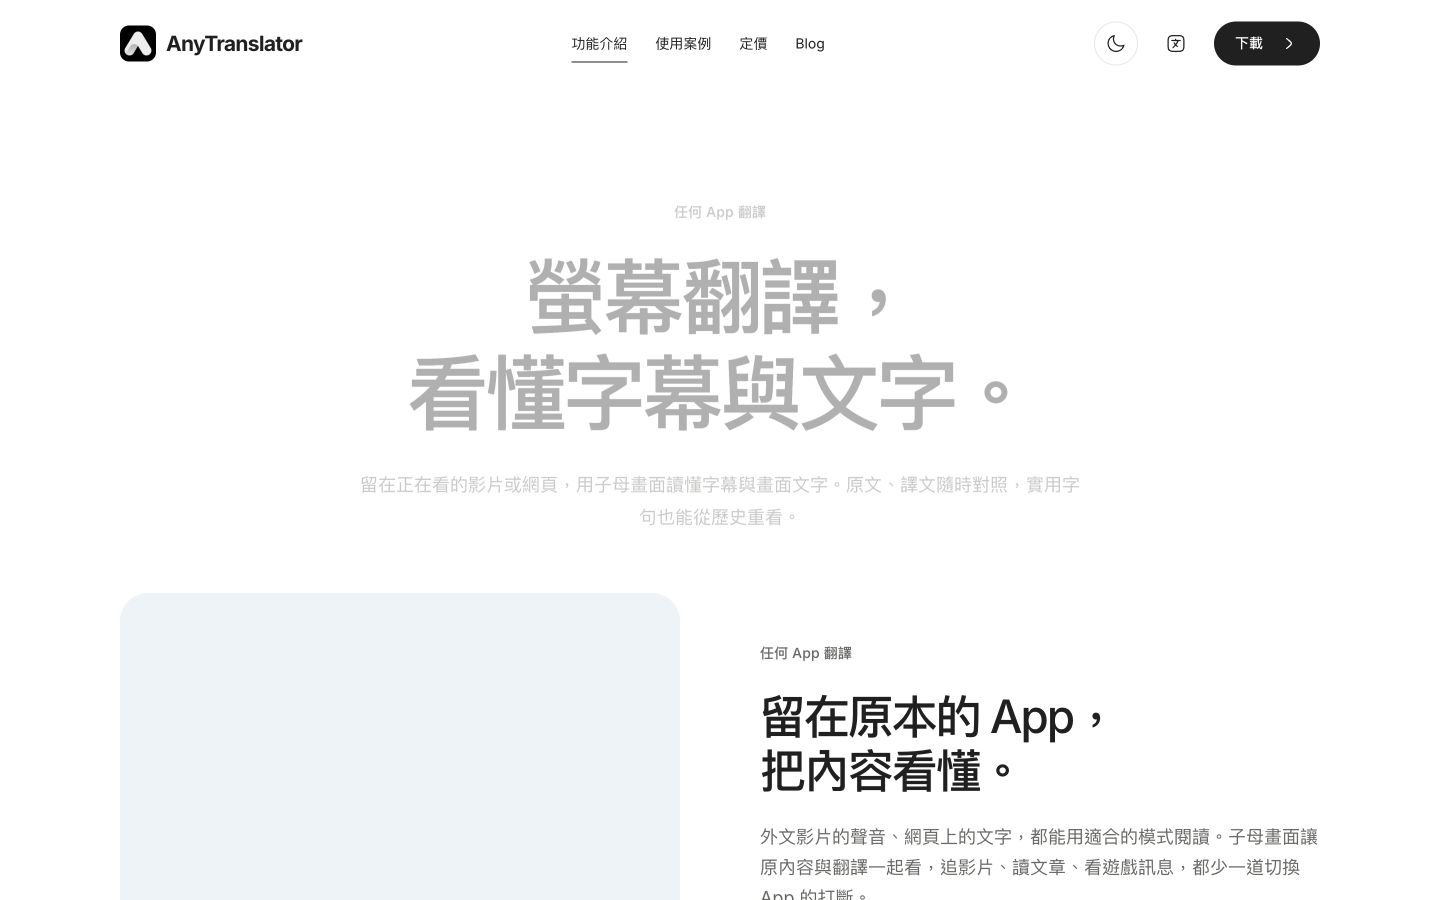 AnyTranslator
功能介紹
使用案例
定價
Blog
下載
任何 App 翻譯
螢幕翻譯，
看懂字幕與文字。
留在正在看的影片或網頁，用子母畫面讀懂字幕與畫面文字。原文、譯文隨時對照，實用字
句也能從歷史重看。
任何 App 翻譯
留在原本的 App，
把內容看懂。
外文影片的聲音、網頁上的文字，都能用適合的模式閱讀。子母畫面讓
原內容與翻譯一起看，追影片、讀文章、看遊戲訊息，都少一道切換
App 的打斷。